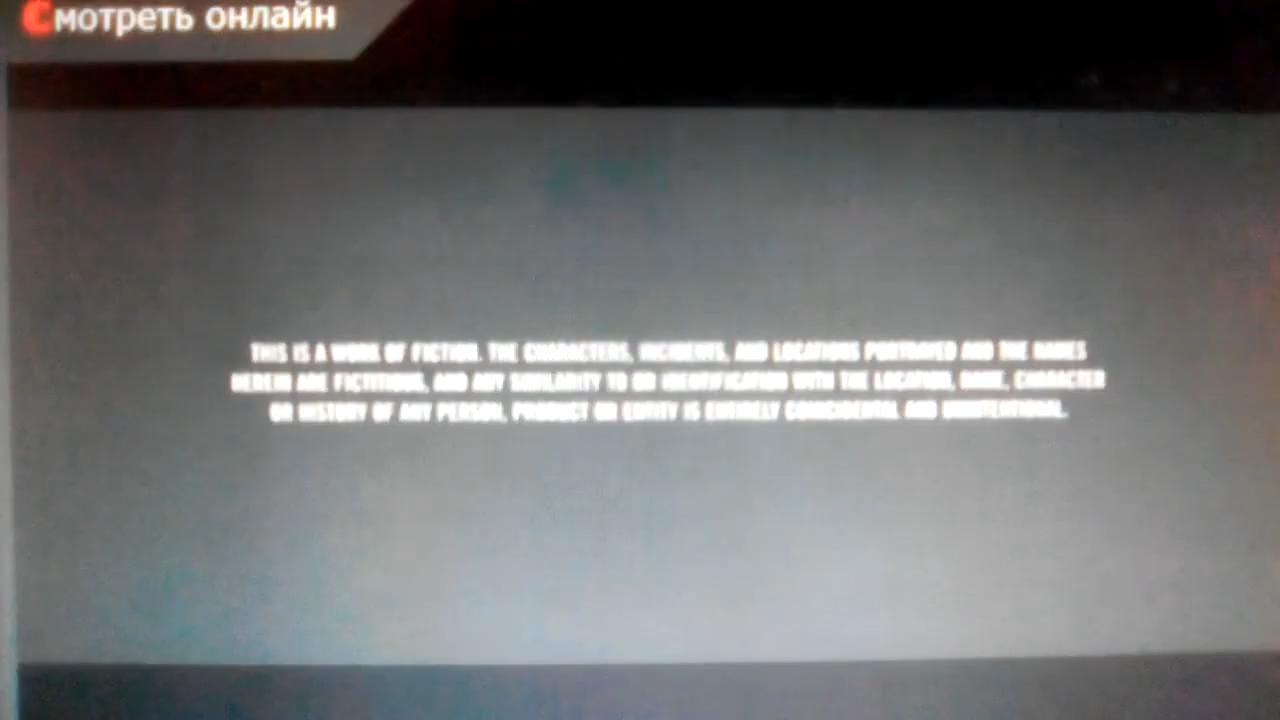 Смотреть онлайн
THIS IS A WORK OF FICTION. THE CHARACTERS, INCIDENTS, AND LOCATIONS PORTRAYED AND THE NAMES
HEREIN ARE FICTITIOUS, AND ANY SIMILARITY TO OR IDENTIFICATION WITH THE LOCATION, NAME, CHARACTER
OR HISTORY OF ANY PERSON, PRODUCT OR ENTITY IS ENTIRELY COINCIDENTAL AND UNINTENTIONAL.